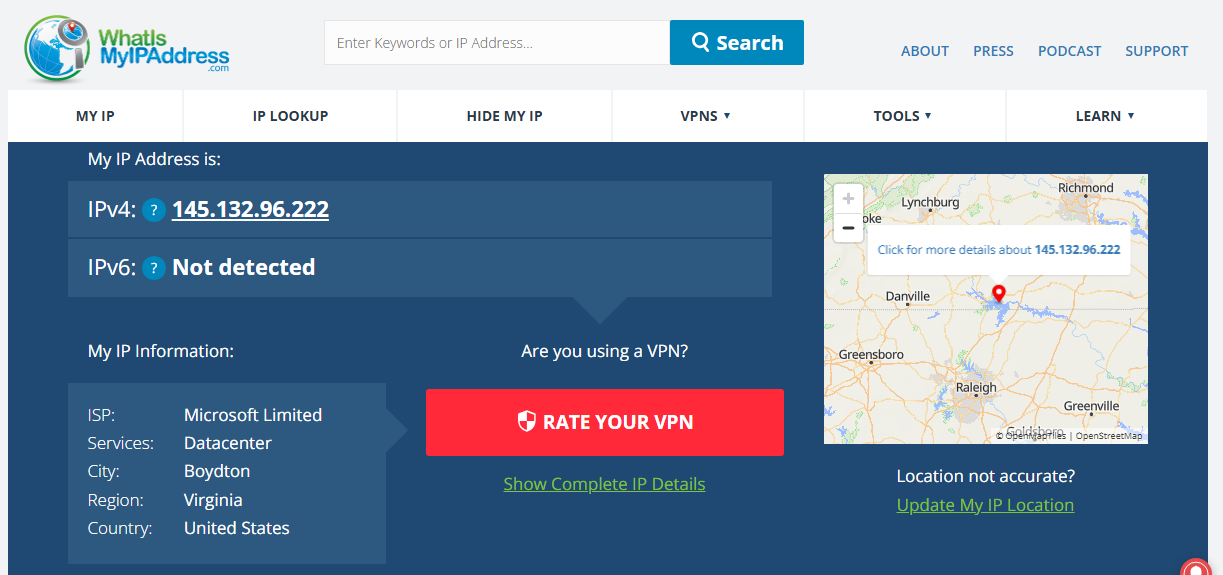 WhatIs
MyIPAddress
.com
Enter Keywords or IP Address...
Search
ABOUT PRESS PODCAST SUPPORT
MY IP IP LOOKUP HIDE MY IP VPNS ▼ TOOLS ▼ LEARN ▼
My IP Address is:
IPv4: ? 145.132.96.222
IPv6: ? Not detected
My IP Information:
ISP: Microsoft Limited
Services: Datacenter
City: Boydton
Region: Virginia
Country: United States
Are you using a VPN?
RATE YOUR VPN
Show Complete IP Details
+
−
Richmond
Lynchburg
oke
Click for more details about 145.132.96.222
Danville
Greensboro
Raleigh
Greenville
Goldsboro
© OpenMapTiles | OpenStreetMap
Location not accurate?
Update My IP Location